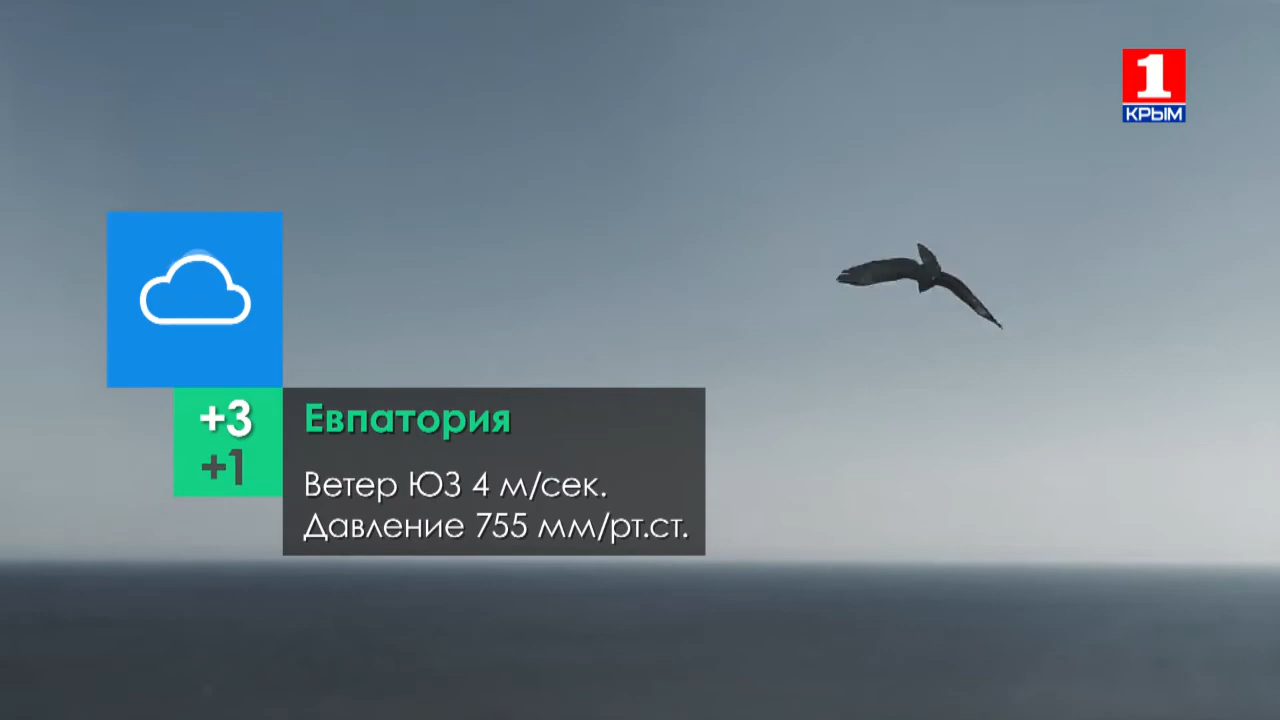 1
КРЫМ
+3
+1
Евпатория
Ветер ЮЗ 4 м/сек.
Давление 755 мм/рт.ст.